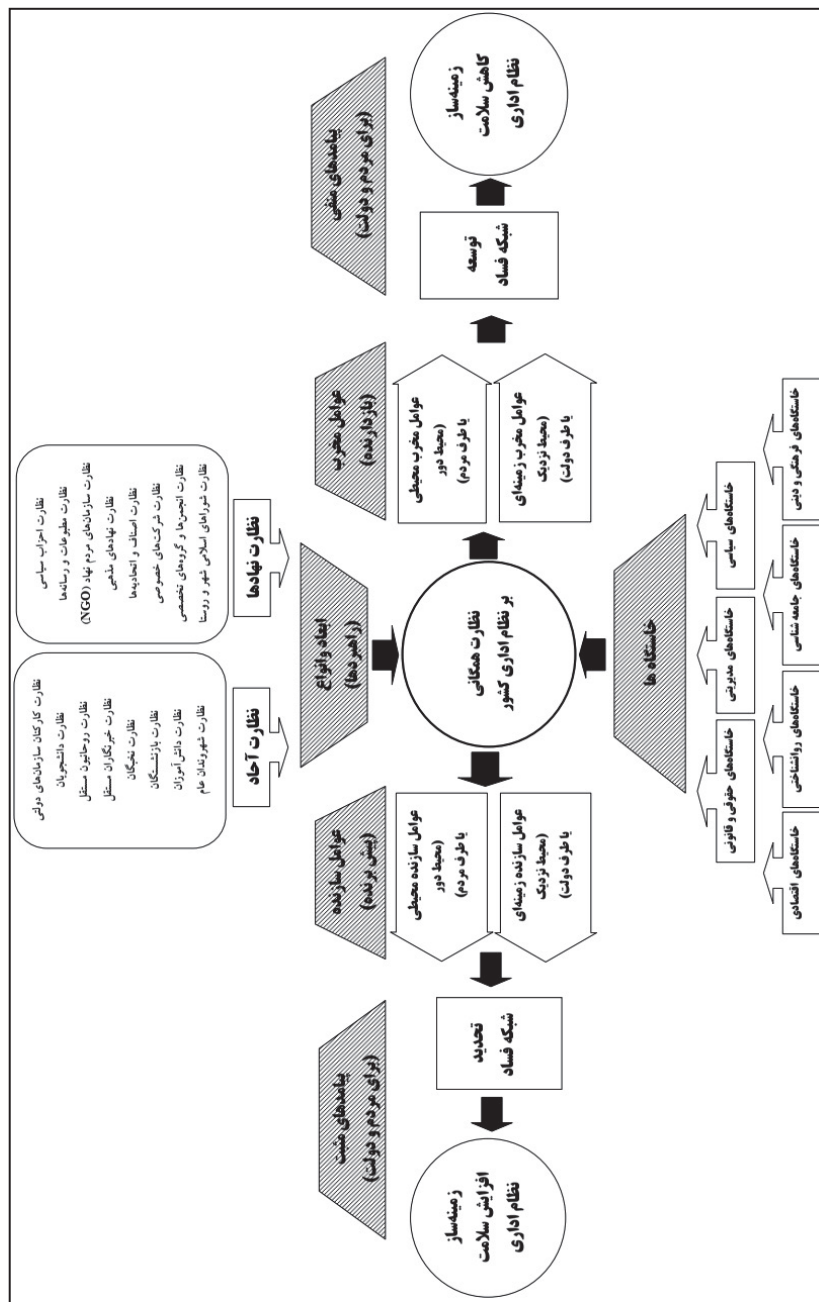 نظارت احزاب سیاسی
نظارت مطبوعات و رسانه‌ها
نظارت سازمان‌های مردم نهاد (NGO)
نظارت نهادهای مذهبی
نظارت اصناف و اتحادیه‌ها
نظارت شرکت‌های خصوصی
نظارت انجمن‌ها و گروه‌های تخصصی
نظارت شوراهای اسلامی شهر و روستا
نظارت کارکنان سازمان‌های دولتی
نظارت دانشجویان
نظارت روحانیون مستقل
نظارت خبرنگاران مستقل
نظارت نخبگان
نظارت بازنشستگان
نظارت دانش‌آموزان
نظارت شهروندان عام
نظارت نهادها
نظارت آحاد
پیامدهای منفی
(برای مردم و دولت)
عوامل مخرب
(بازدارنده)
ابعاد وانواع
(راهبردها)
عوامل سازنده
(پیش برنده)
پیامدهای مثبت
(برای مردم و دولت)
زمینه‌ساز
کاهش سلامت
نظام اداری
توسعه
شبکه فساد
عوامل مخرب محیطی
(محیط دور
یا طرف مردم)
عوامل مخرب زمینه‌ای
(محیط نزدیک
یا طرف دولت)
نظارت همگانی
بر نظام اداری کشور
عوامل سازنده محیطی
(محیط دور
یا طرف مردم)
عوامل سازنده زمینه‌ای
(محیط نزدیک
یا طرف دولت)
تحدید
شبکه فساد
زمینه‌ساز
افزایش سلامت
نظام اداری
خاستگاه ها
خاستگاه‌های سیاسی
خاستگاه‌های مدیریتی
خاستگاه‌های حقوقی و قانونی
خاستگاه‌های فرهنگی و دینی
خاستگاه‌های جامعه شناسی
خاستگاه‌های روانشناختی
خاستگاه‌های اقتصادی